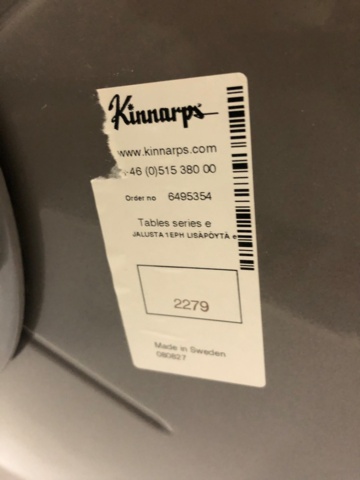 Kinnarps
www.kinnarps.com
+46 (0)515 380 00
Order no 6495354
Tables series e
JALUSTA 1EPH LISÄPÖYTÄ e
2279
Made in Sweden
080827